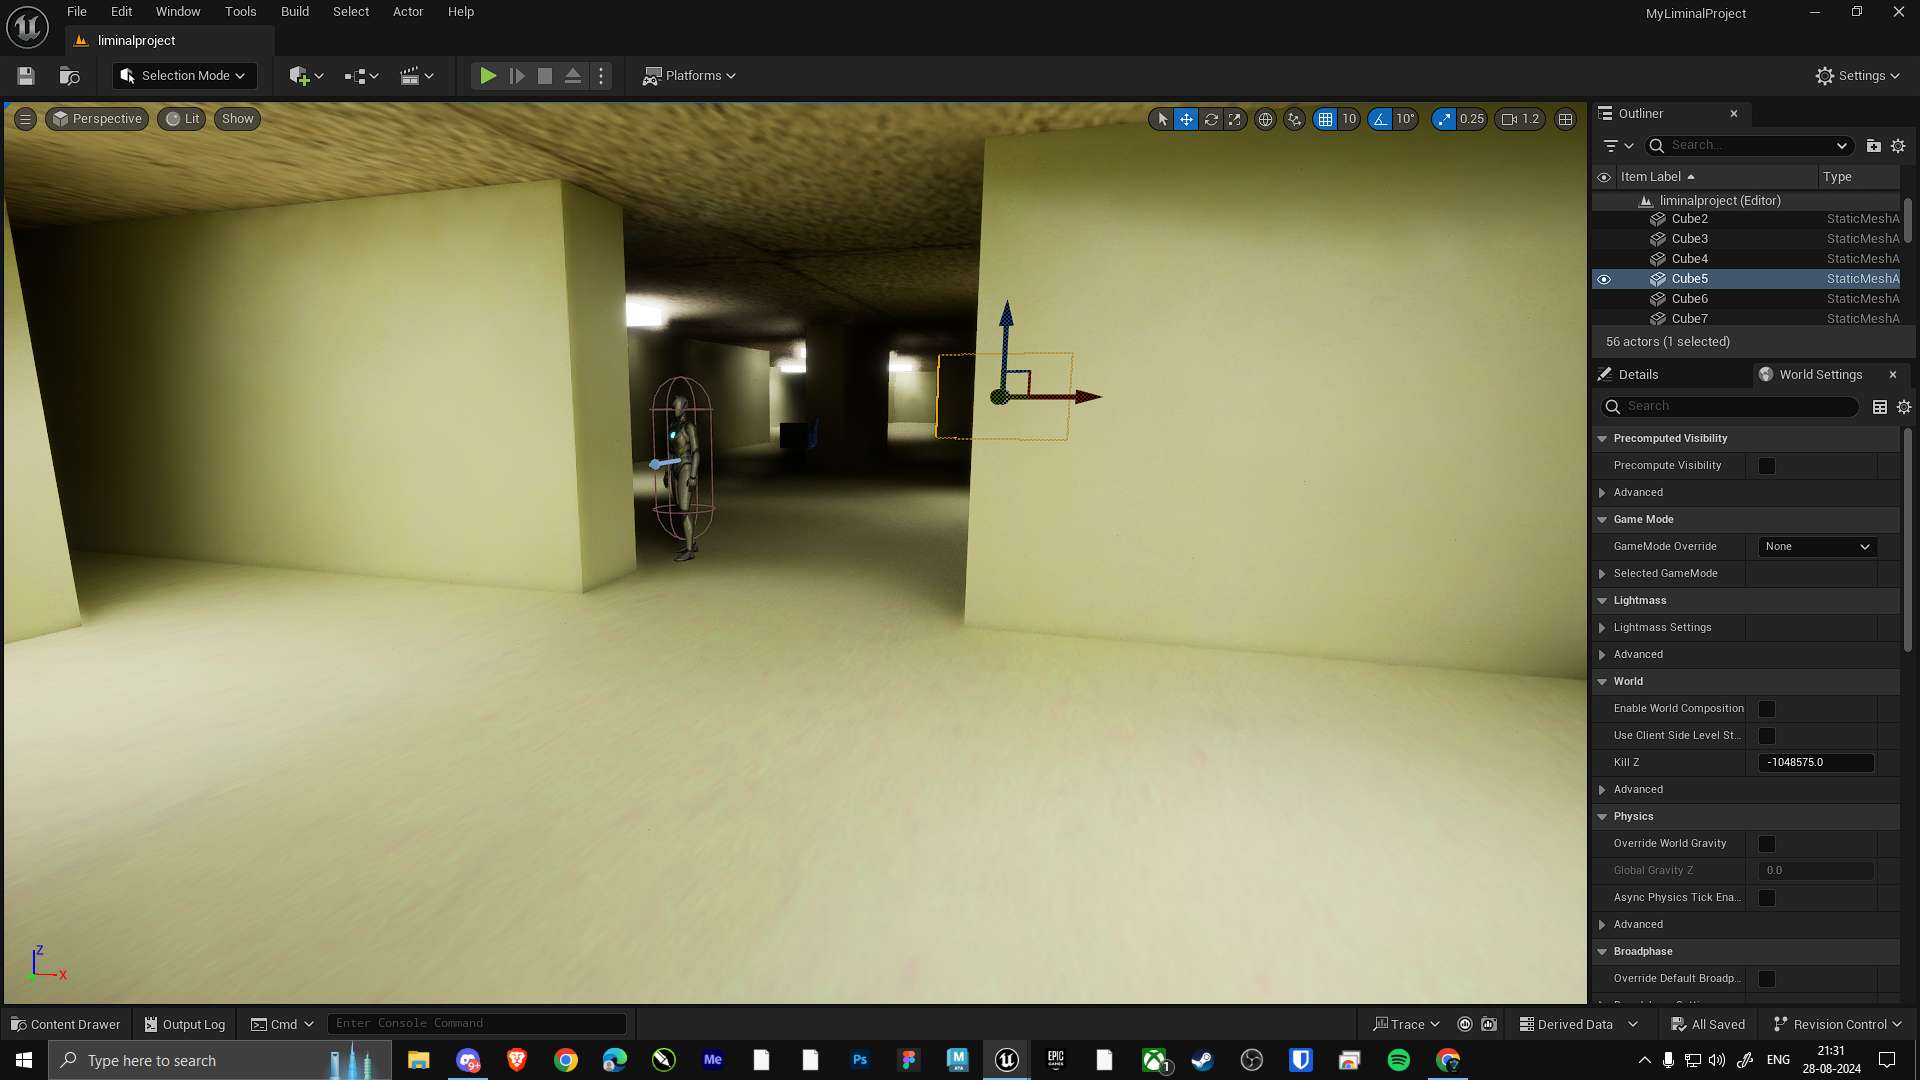 File Edit Window Tools Build Select Actor Help
MyLiminalProject
liminalproject
Selection Mode
Platforms
Settings
Perspective Lit Show
10 10° 0.25 1.2
Outliner
Search...
Item Label Type
liminalproject (Editor)
Cube2 StaticMeshA
Cube3 StaticMeshA
Cube4 StaticMeshA
Cube5 StaticMeshA
Cube6 StaticMeshA
Cube7 StaticMeshA
56 actors (1 selected)
Details World Settings
Search
Precomputed Visibility
Precompute Visibility
Advanced
Game Mode
GameMode Override None
Selected GameMode
Lightmass
Lightmass Settings
Advanced
World
Enable World Composition
Use Client Side Level St...
Kill Z -1048575.0
Advanced
Physics
Override World Gravity
Global Gravity Z 0.0
Async Physics Tick Ena...
Advanced
Broadphase
Override Default Broadp...
Z
X
Content Drawer Output Log Cmd Enter Console Command
Trace Derived Data All Saved Revision Control
Type here to search
9+
Me
Ps
M
EPIC
GAMES
1
ENG
21:31
28-08-2024